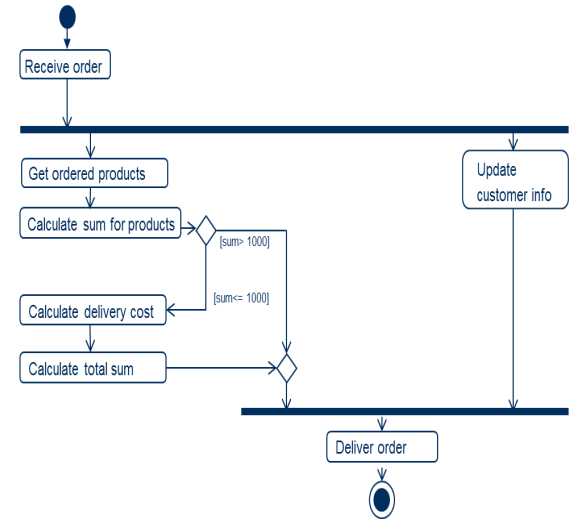 Receive order
Get ordered products
Update
customer info
Calculate sum for products
[sum> 1000]
[sum<= 1000]
Calculate delivery cost
Calculate total sum
Deliver order